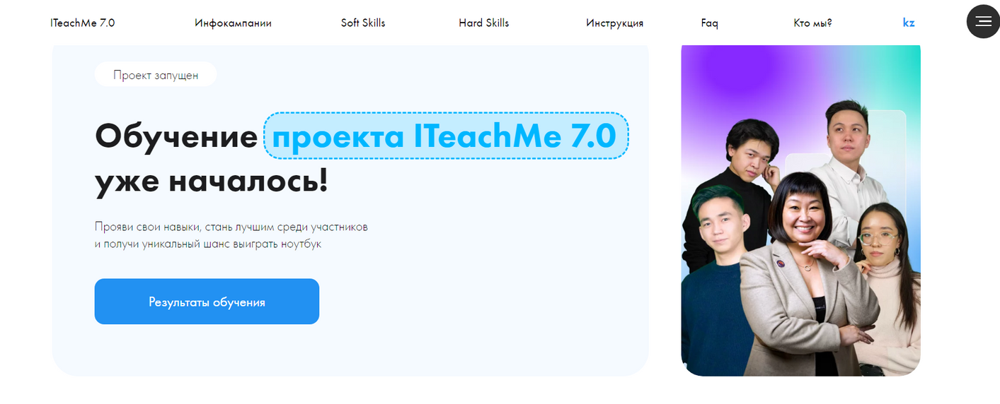 ITeachMe 7.0
Инфокампании
Soft Skills
Hard Skills
Инструкция
Faq
Кто мы?
kz
Проект запущен
Обучение проекта ITeachMe 7.0
уже началось!
Прояви свои навыки, стань лучшим среди участников
и получи уникальный шанс выиграть ноутбук
Результаты обучения